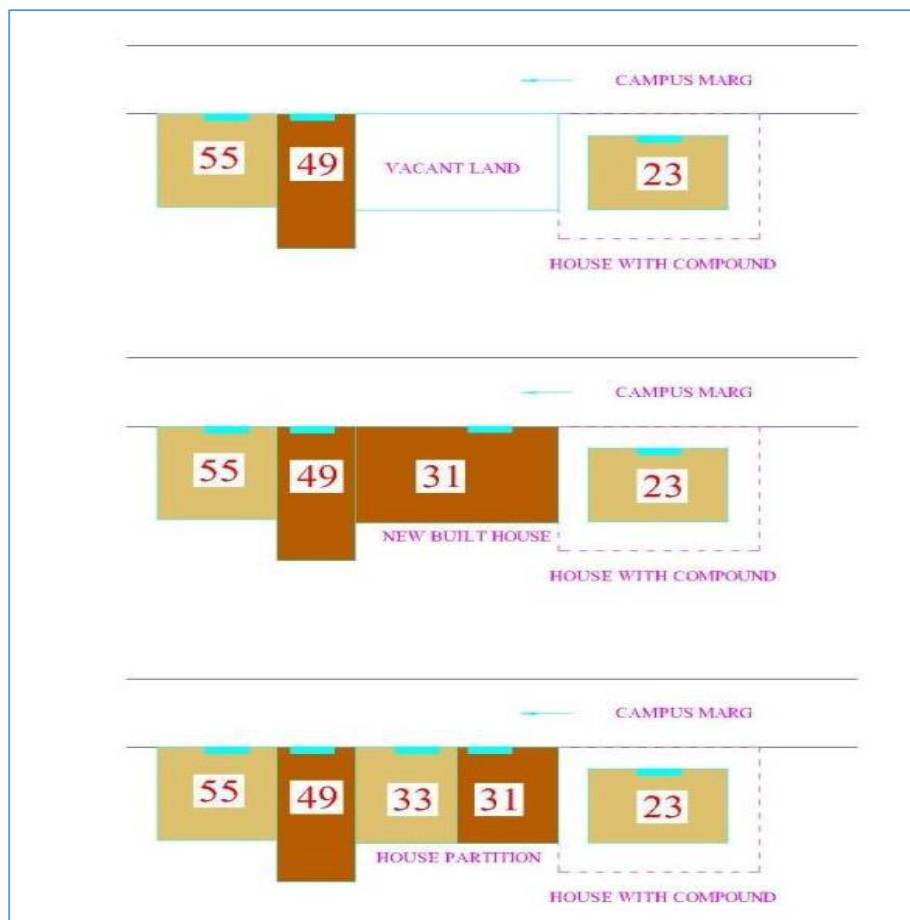 CAMPUS MARG
55
49
VACANT LAND
23
HOUSE WITH COMPOUND
CAMPUS MARG
55
49
31
23
NEW BUILT HOUSE
HOUSE WITH COMPOUND
CAMPUS MARG
55
49
33
31
23
HOUSE PARTITION
HOUSE WITH COMPOUND